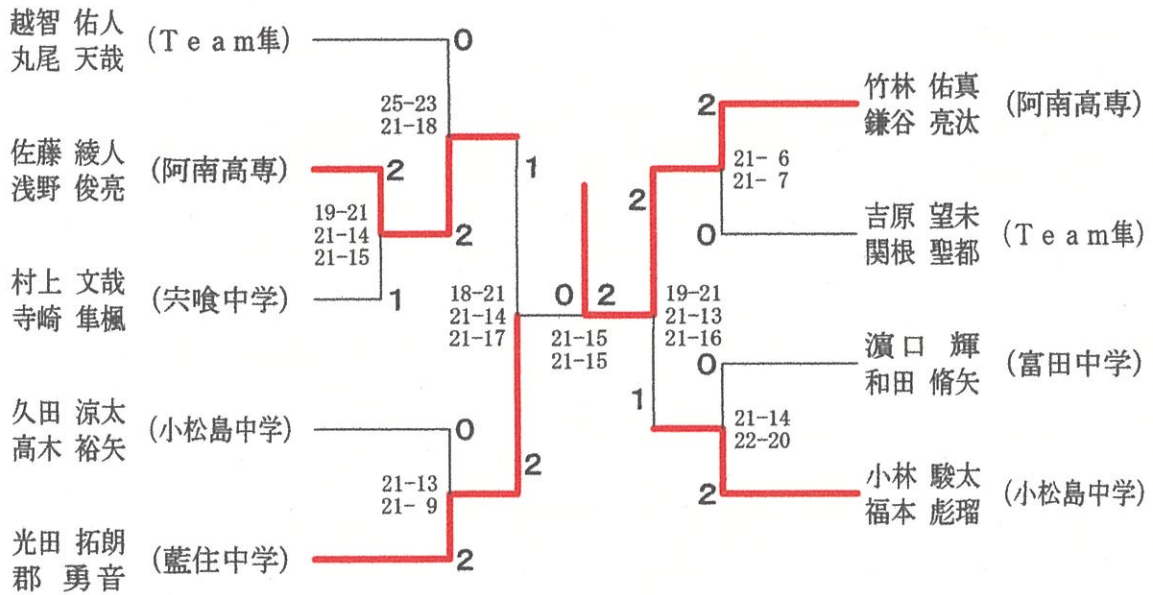 越智 佑人
丸尾 天哉
(Team隼)
0
25-23
21-18
佐藤 綾人
浅野 俊亮
(阿南高専)
2
19-21
21-14
21-15
2
村上 文哉
寺崎 隼楓
(宍喰中学)
1
1
18-21
21-14
21-17
久田 涼太
高木 裕矢
(小松島中学)
0
21-13
21- 9
2
光田 拓朗
郡 勇音
(藍住中学)
2
0
2
21-15
21-15
竹林 佑真
鎌谷 亮汰
(阿南高専)
2
21- 6
21- 7
2
吉原 望未
関根 聖都
(Team隼)
0
19-21
21-13
21-16
濵口 輝
和田 脩矢
(富田中学)
0
1
21-14
22-20
小林 駿太
福本 彪瑠
(小松島中学)
2